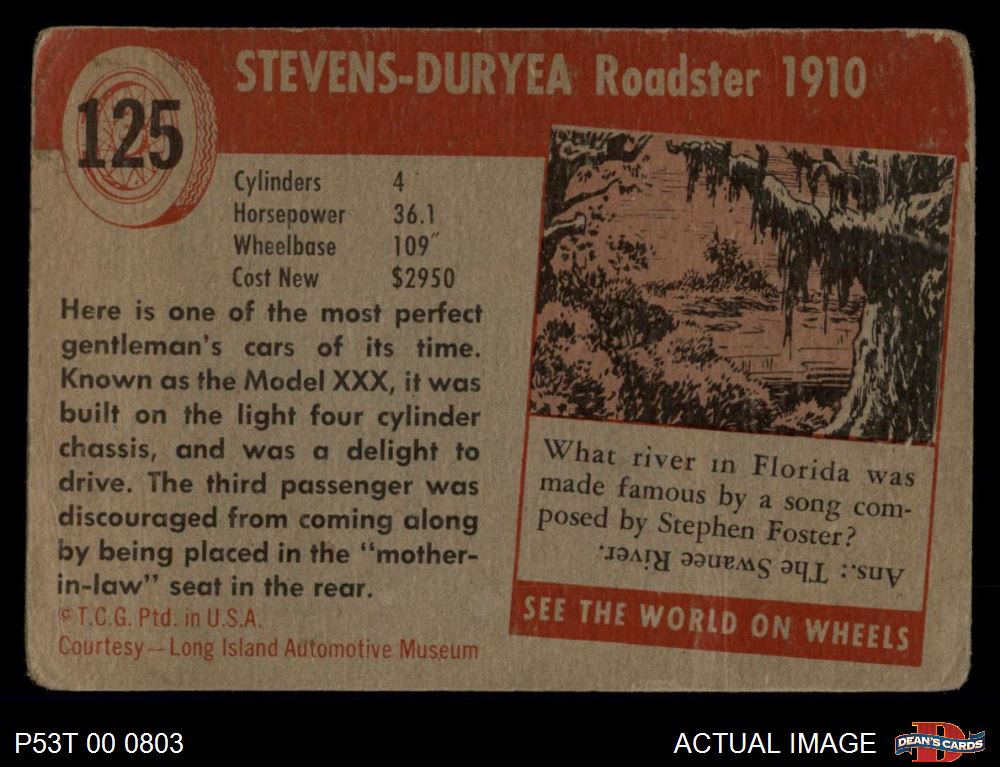 125
STEVENS-DURYEA Roadster 1910
Cylinders 4
Horsepower 36.1
Wheelbase 109"
Cost New $2950
Here is one of the most perfect
gentleman's cars of its time.
Known as the Model XXX, it was
built on the light four cylinder
chassis, and was a delight to
drive. The third passenger was
discouraged from coming along
by being placed in the "mother-
in-law" seat in the rear.
© T.C.G. Ptd. in U.S.A.
Courtesy—Long Island Automotive Museum
What river in Florida was
made famous by a song com-
posed by Stephen Foster?
Ans.: The Swanee River.
SEE THE WORLD ON WHEELS
P53T 00 0803
ACTUAL IMAGE
D
DEAN'S CARDS